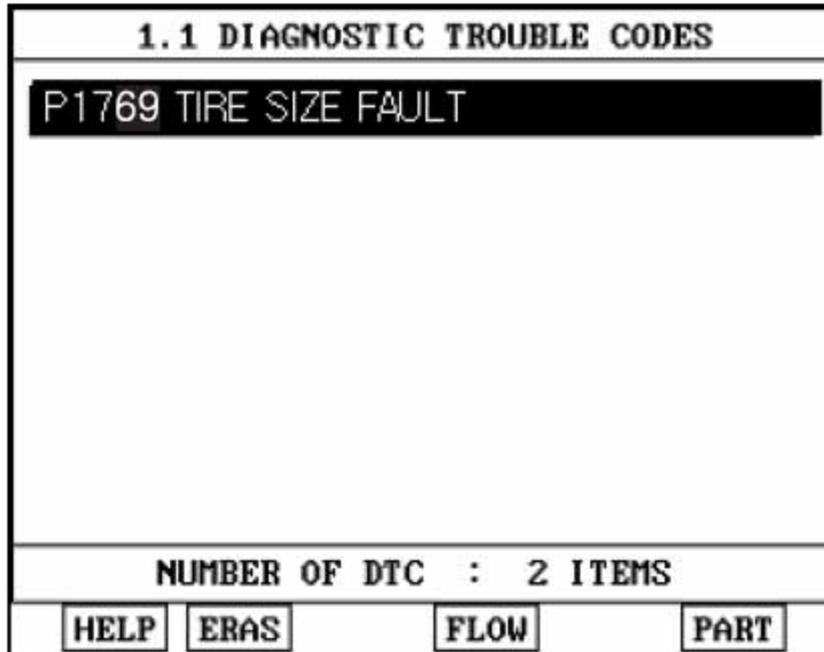 1.1 DIAGNOSTIC TROUBLE CODES
P1769 TIRE SIZE FAULT
NUMBER OF DTC : 2 ITEMS
HELP ERAS FLOW PART